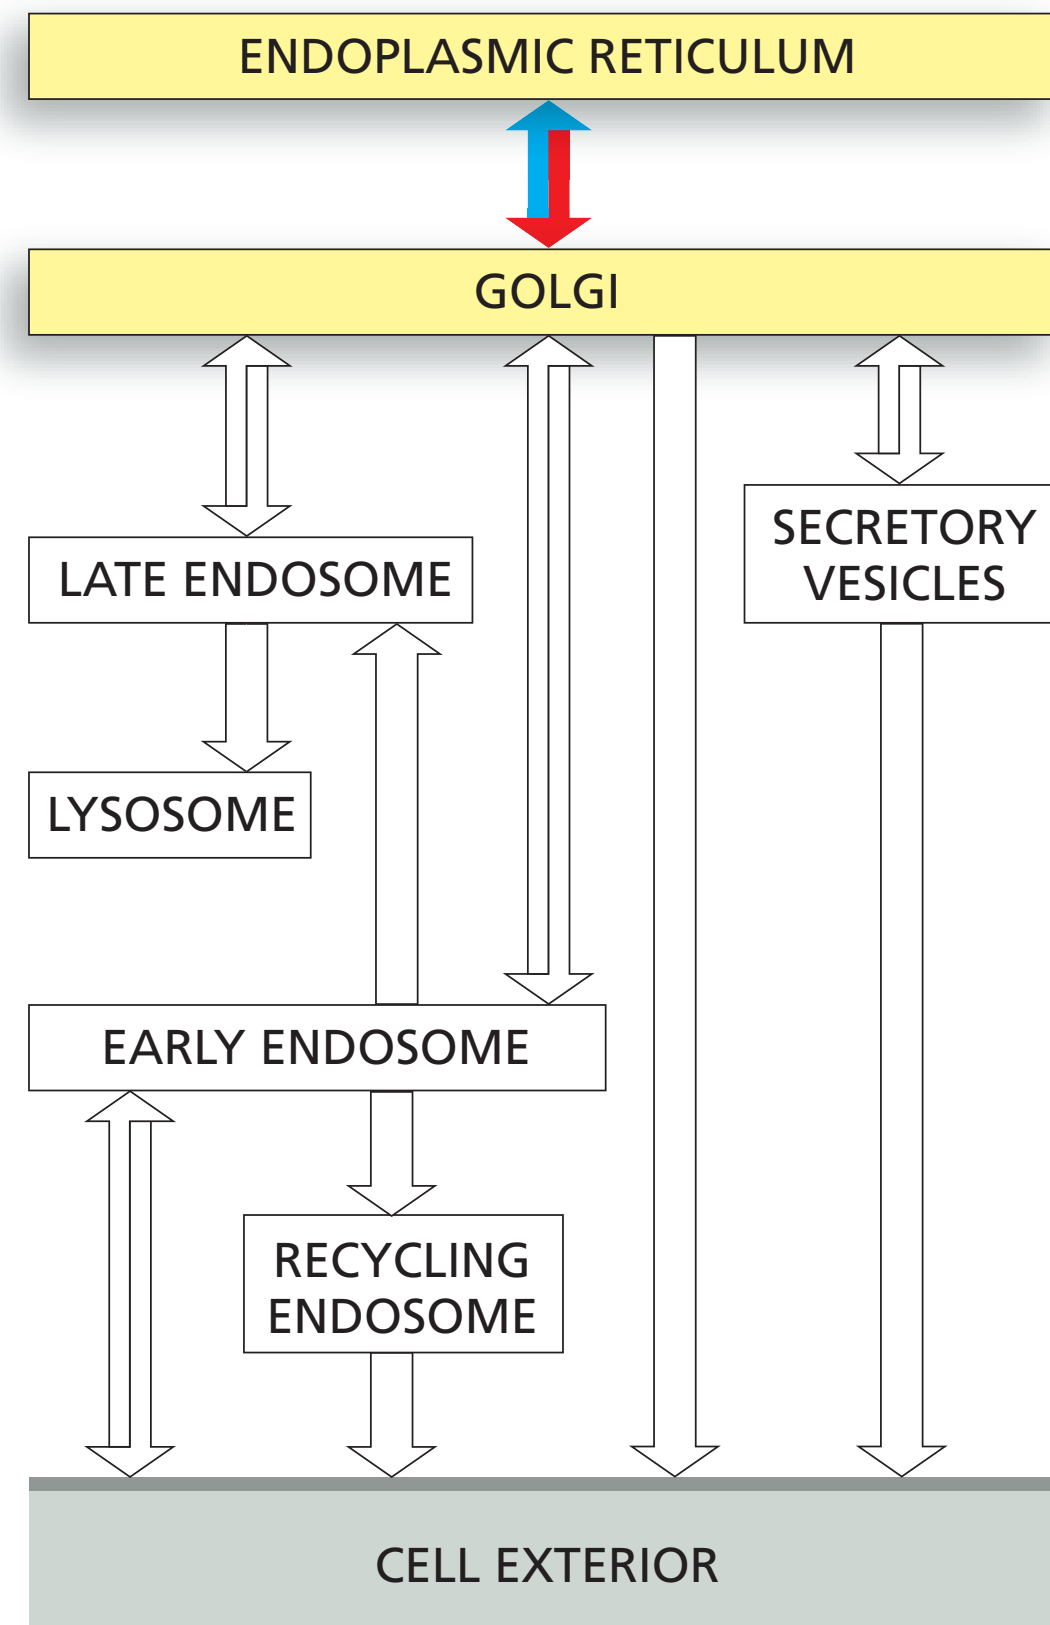 ENDOPLASMIC RETICULUM
GOLGI
SECRETORY
VESICLES
LATE ENDOSOME
LYSOSOME
EARLY ENDOSOME
RECYCLING
ENDOSOME
CELL EXTERIOR